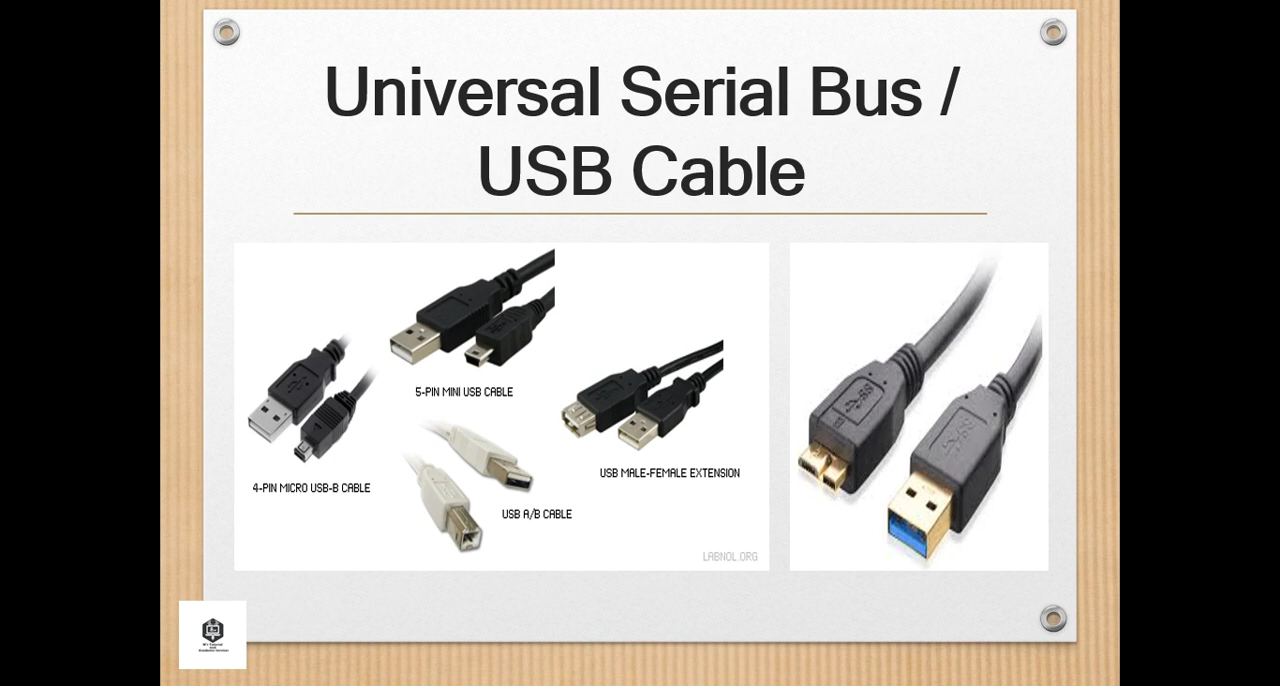 Universal Serial Bus /
USB Cable
5-PIN MINI USB CABLE
USB MALE-FEMALE EXTENSION
4-PIN MICRO USB-B CABLE
USB A/B CABLE
LABNOL.ORG